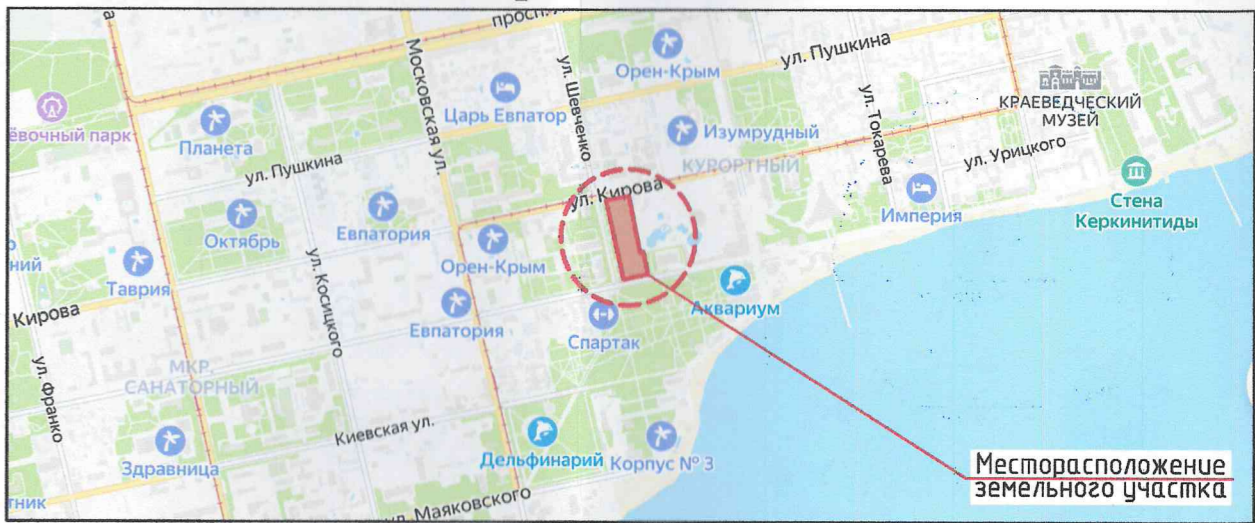 просп.
ул. Пушкина
Орен-Крым
Московская ул.
ул. Шевченко
КРАЕВЕДЧЕСКИЙ
МУЗЕЙ
ёвочный парк
Планета
Царь Евпатор
Изумрудный
ул. Токарева
ул. Урицкого
ул. Пушкина
КУРОРТНЫЙ
ул. Кирова
Империя
Стена
Керкинитиды
Октябрь
Евпатория
Орен-Крым
ул. Косицкого
ний
Таврия
Аквариум
Кирова
Евпатория
Спартак
ул. Франко
МКР.
САНАТОРНЫЙ
Киевская ул.
Здравница
Дельфинарий
Корпус № 3
Месторасположение
земельного участка
тник
ул. Маяковского